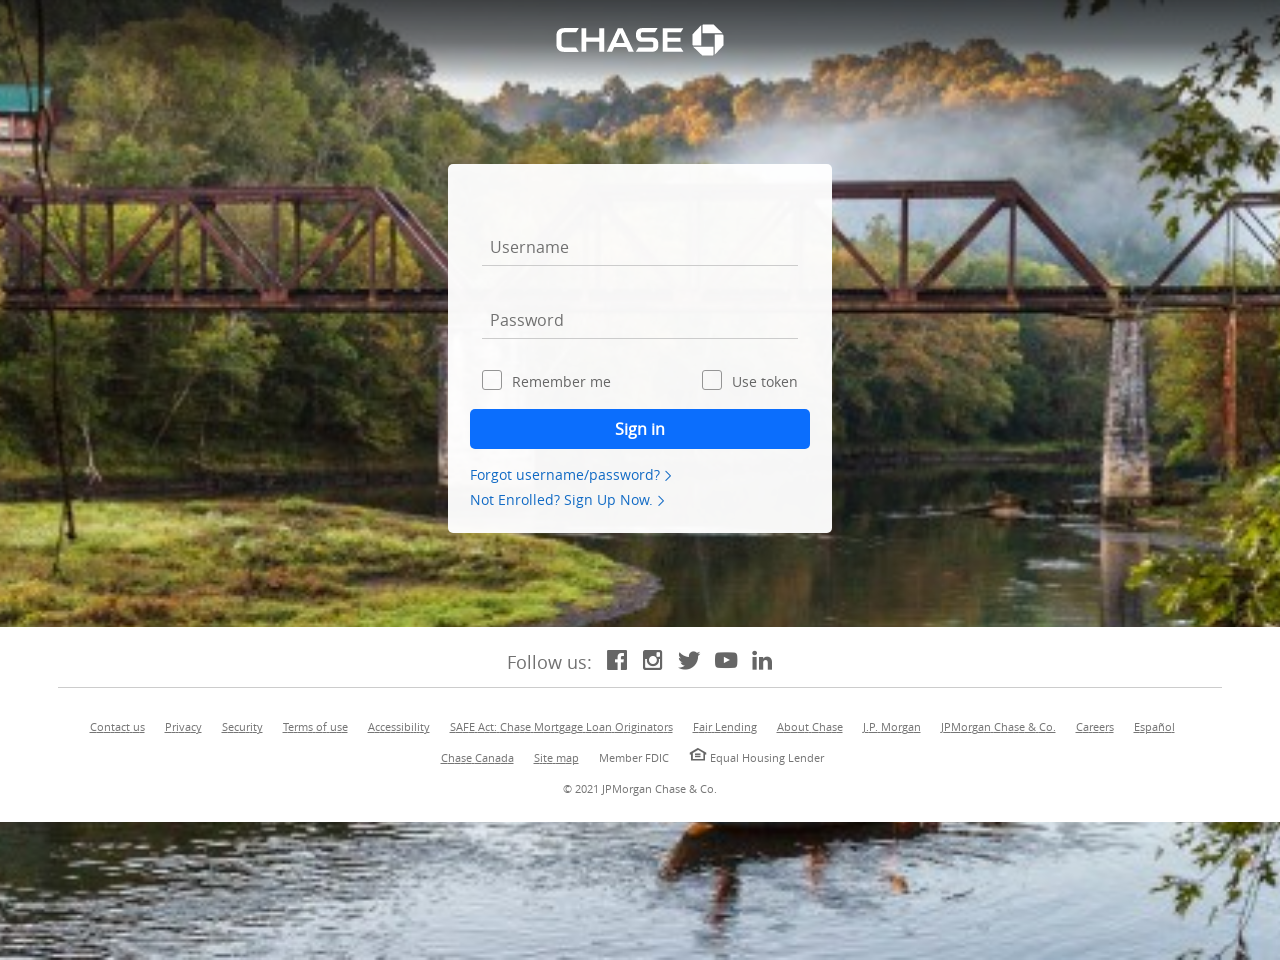 CHASE
Username
Password
Remember me Use token
Sign in
Forgot username/password?
Not Enrolled? Sign Up Now.
Follow us:
Contact us Privacy Security Terms of use Accessibility SAFE Act: Chase Mortgage Loan Originators Fair Lending About Chase J.P. Morgan JPMorgan Chase & Co. Careers Español
Chase Canada Site map Member FDIC Equal Housing Lender
© 2021 JPMorgan Chase & Co.